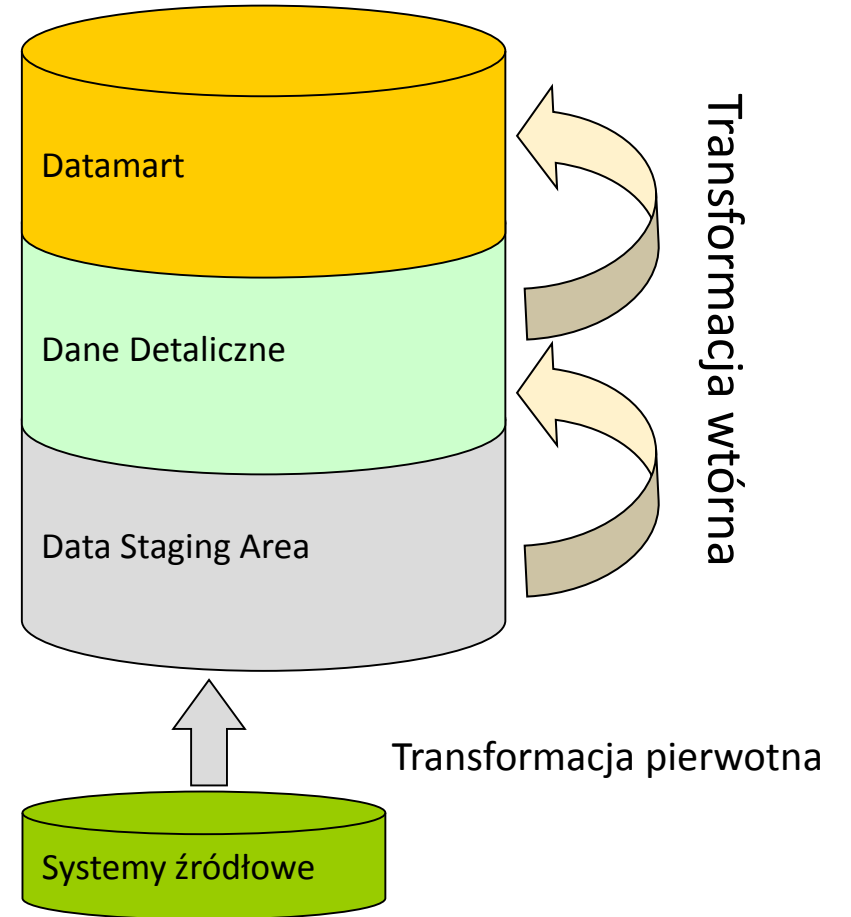 Datamart
Dane Detaliczne
Data Staging Area
Transformacja wtórna
Transformacja pierwotna
Systemy źródłowe